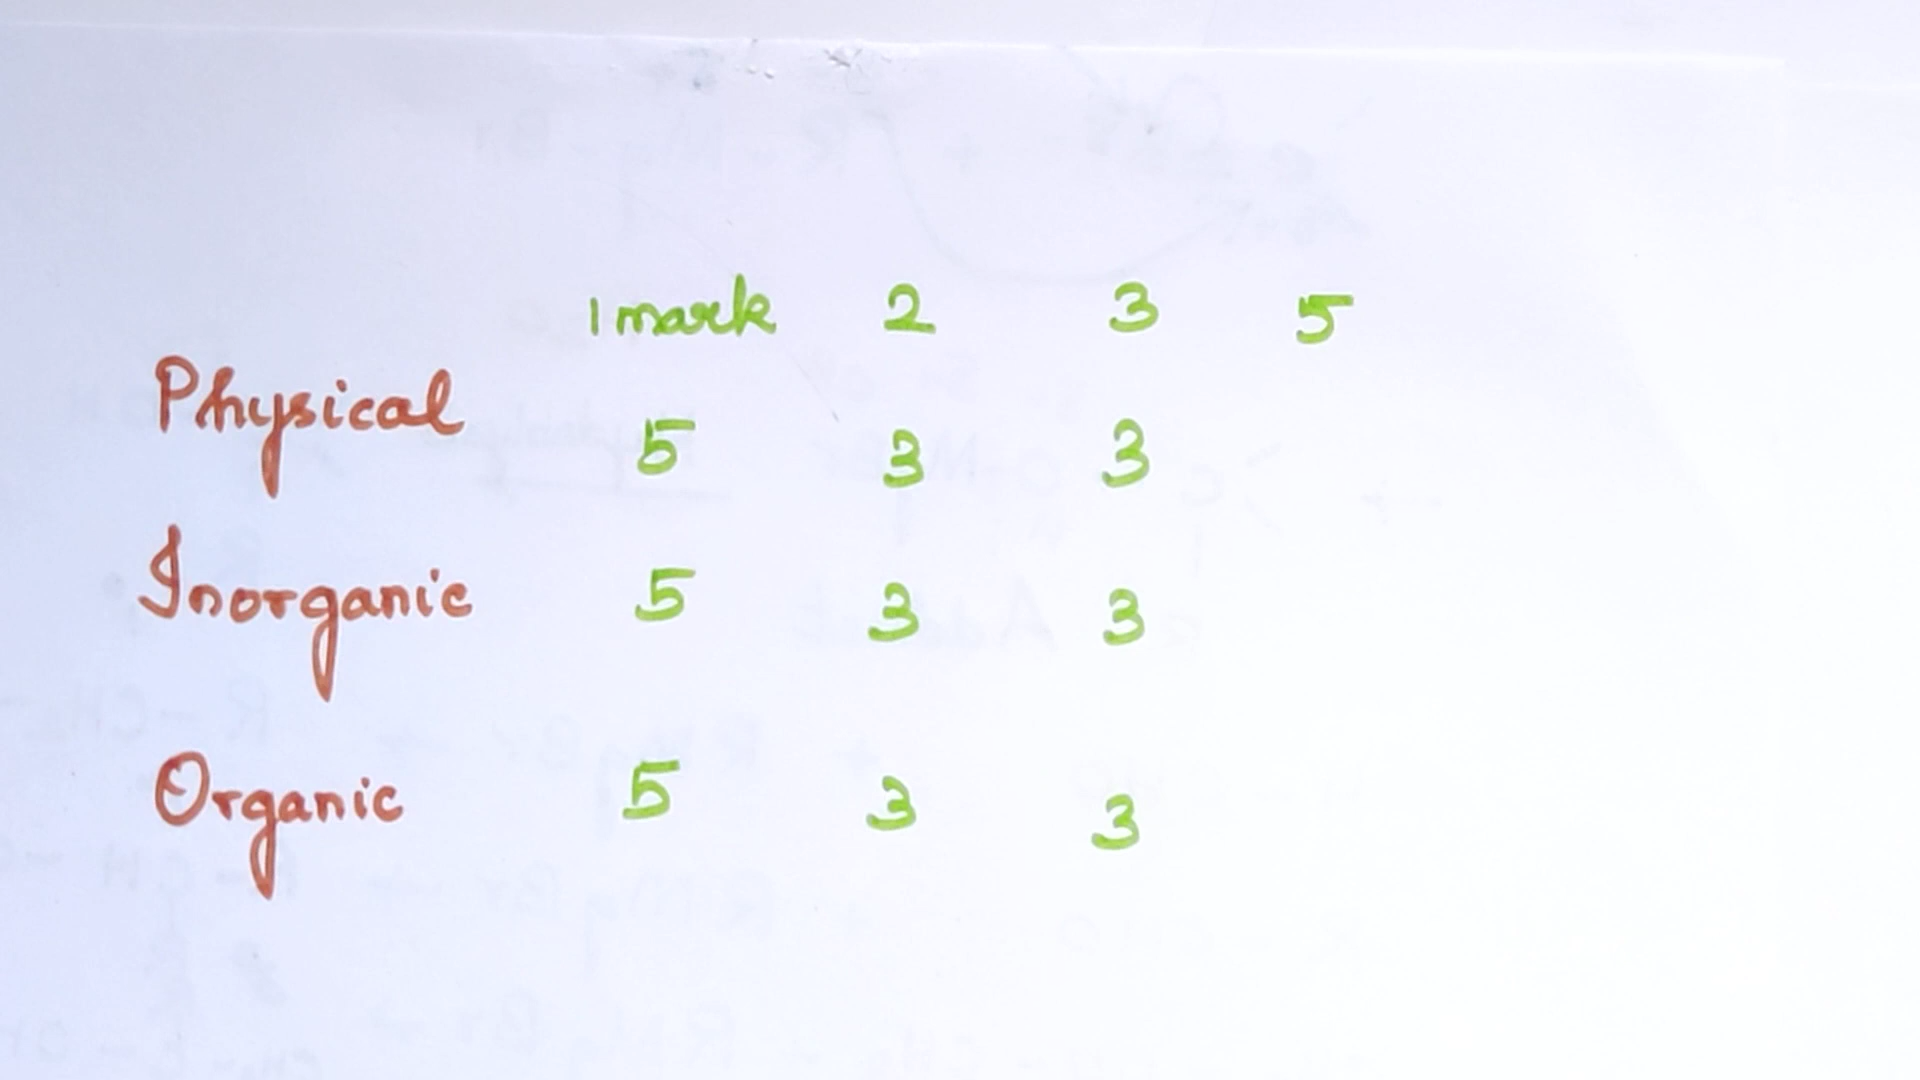 1 mark 2 3 5
Physical
5 3 3
Inorganic 5 3 3
Organic 5 3 3